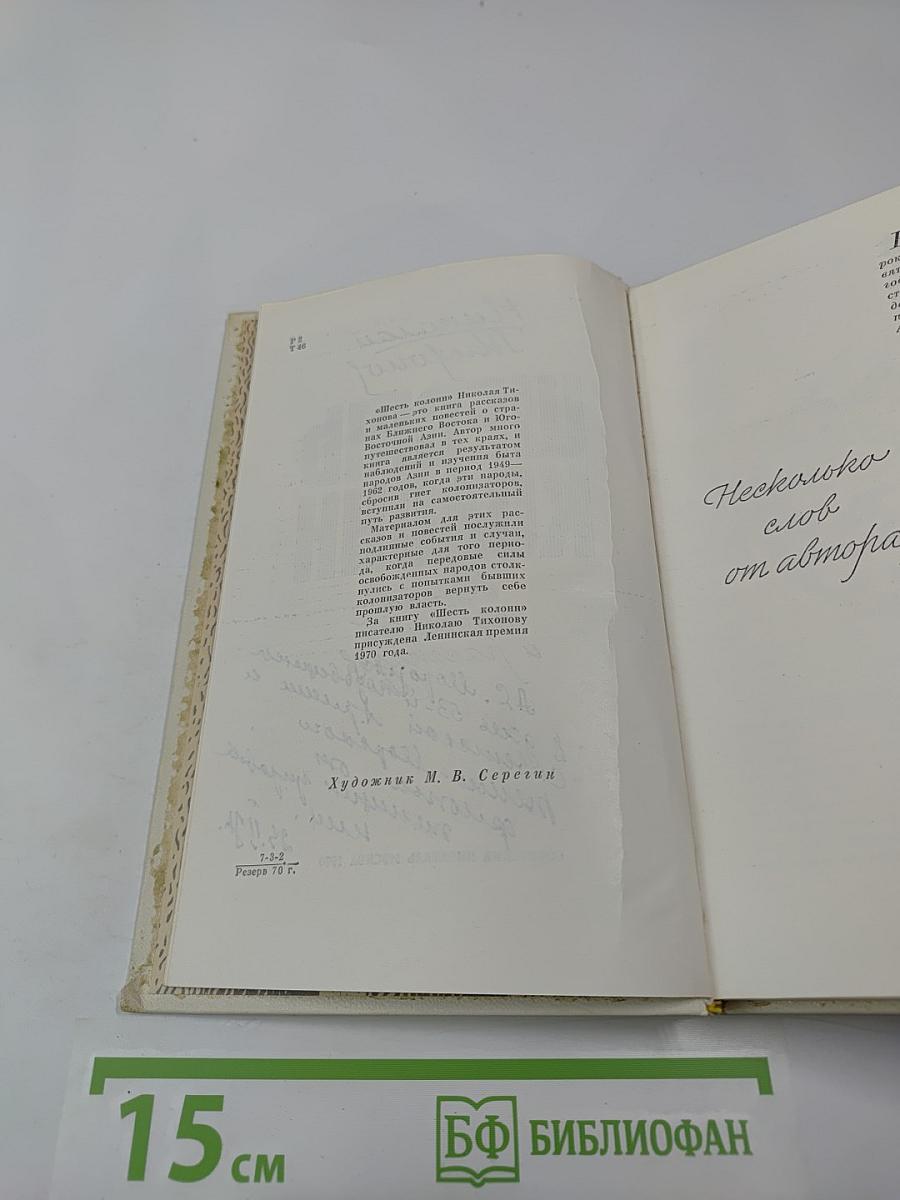 Р 2
Т 46
«Шесть колонн» Николая Ти-
хонова — это книга рассказов
и маленьких повестей о стра-
нах Ближнего Востока и Юго-
Восточной Азии. Автор много
путешествовал в тех краях, и
книга является результатом
наблюдений и изучения быта
народов Азии в период 1949—
1962 годов, когда эти народы,
сбросив гнет колонизаторов,
вступили на самостоятельный
путь развития.
Материалом для этих рас-
сказов и повестей послужили
подлинные события и случаи,
характерные для того перио-
да, когда передовые силы
освобожденных народов столк-
нулись с попытками бывших
колонизаторов вернуть себе
прошлую власть.
За книгу «Шесть колонн»
писателю Николаю Тихонову
присуждена Ленинская премия
1970 года.
Художник М. В. Серегин
7-3-2
Резерв 70 г.
Несколько
слов
от автора
15 см
БФ БИБЛИОФАН